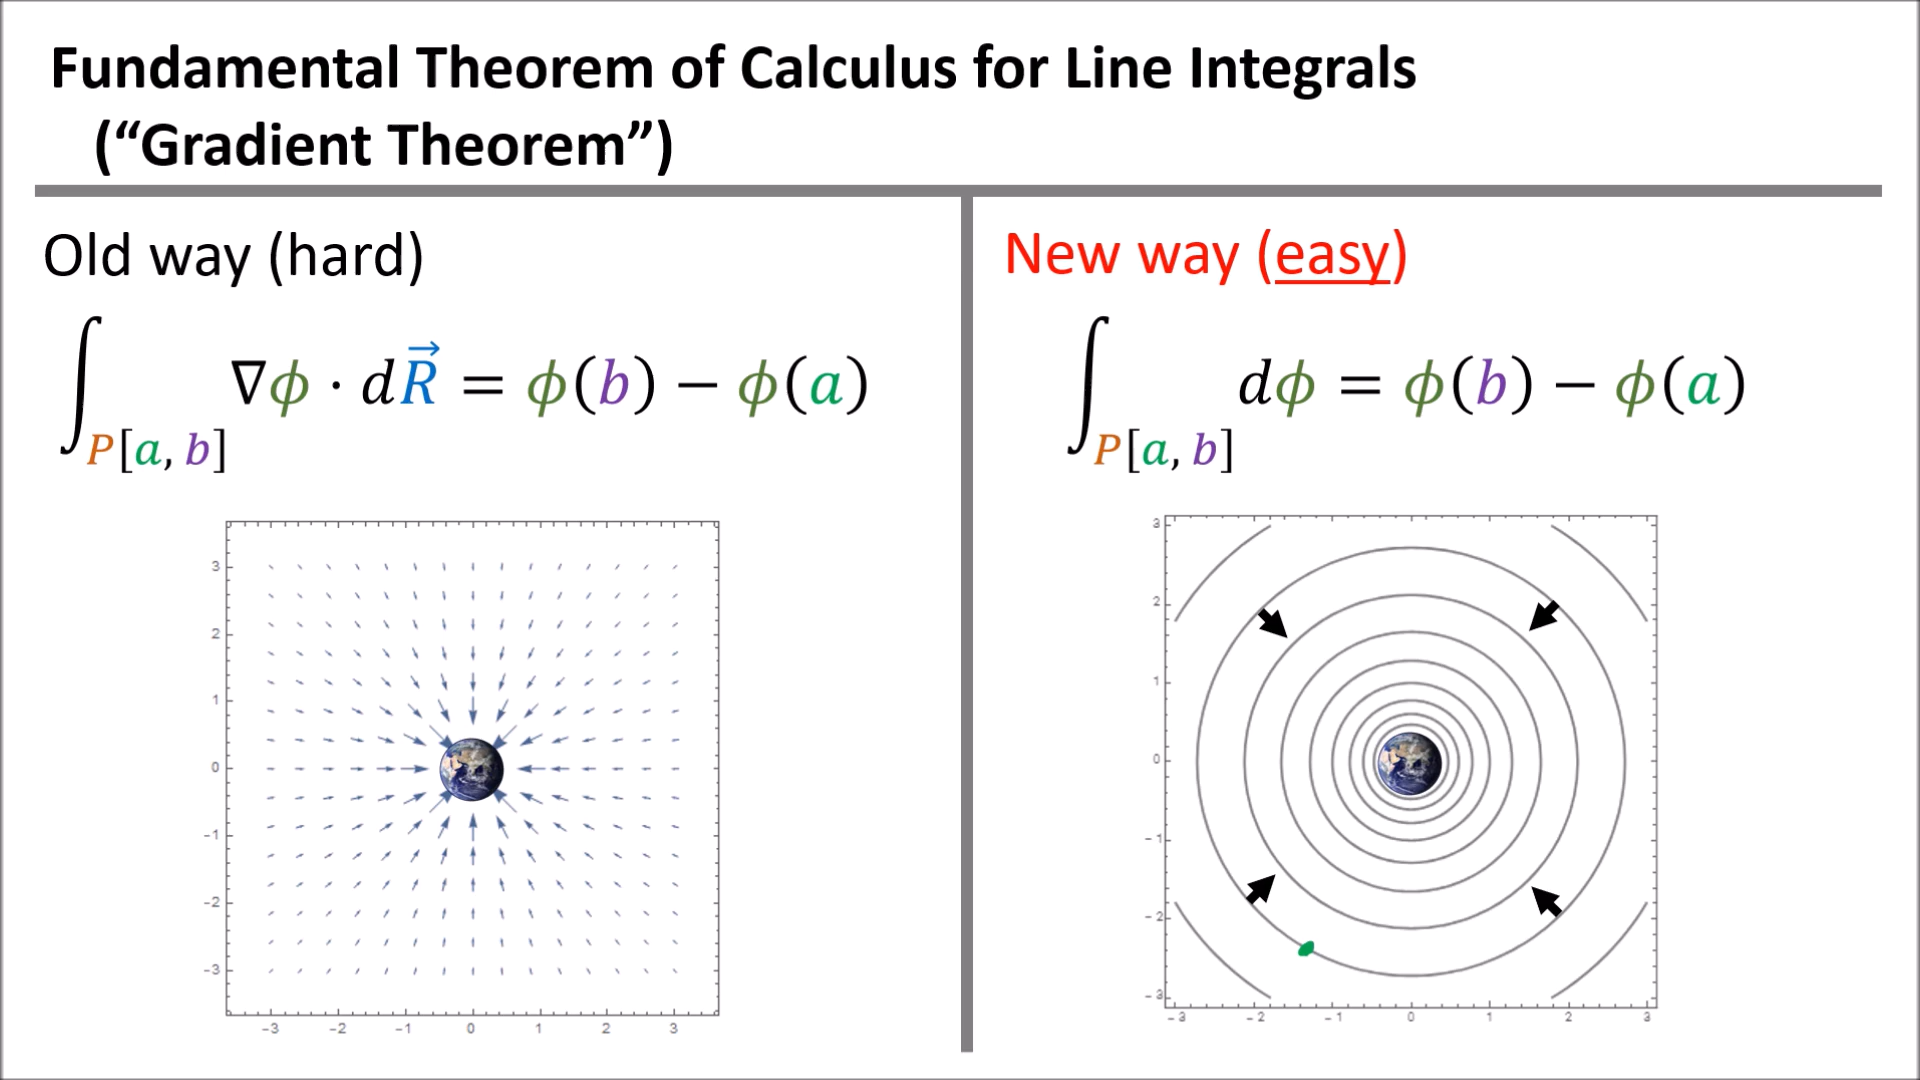 Fundamental Theorem of Calculus for Line Integrals
(“Gradient Theorem”)
Old way (hard)
∫P[a, b] ∇ϕ · dR⃗ = ϕ(b) − ϕ(a)
3
2
1
0
−1
−2
−3
−3 −2 −1 0 1 2 3
New way (easy)
∫P[a, b] dϕ = ϕ(b) − ϕ(a)
3
2
1
0
−1
−2
−3
−3 −2 −1 0 1 2 3